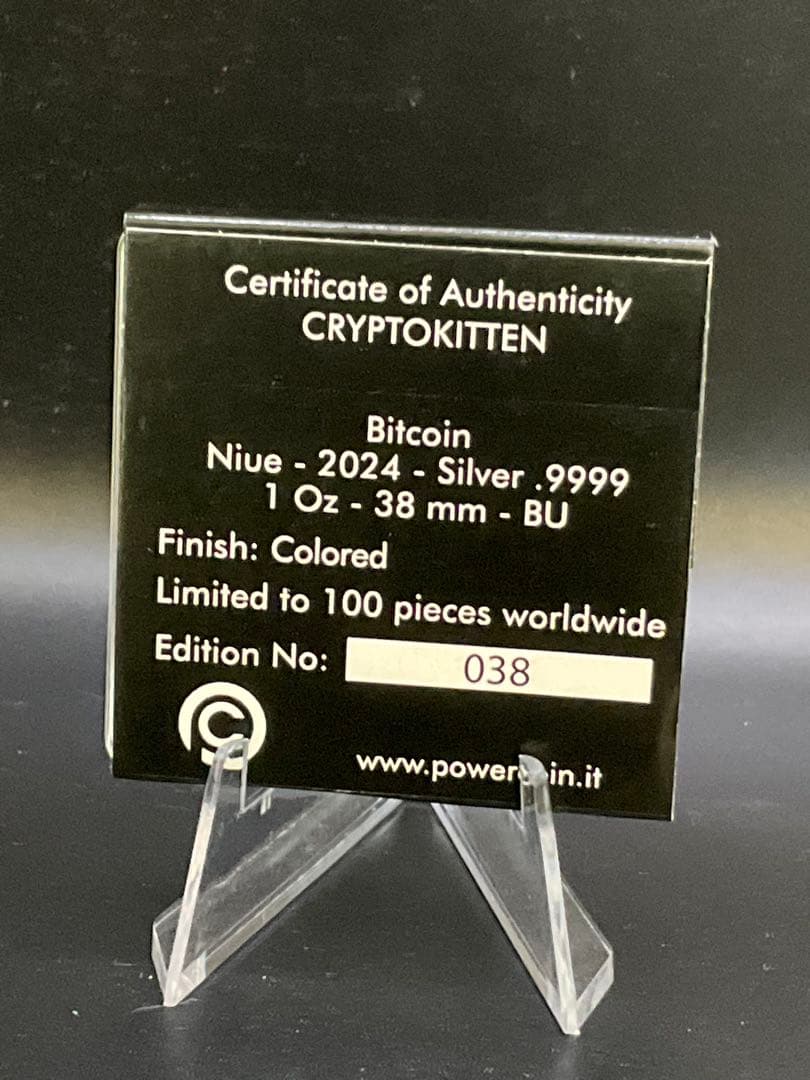 Certificate of Authenticity
CRYPTOKITTEN
Bitcoin
Niue - 2024 - Silver .9999
1 Oz - 38 mm - BU
Finish: Colored
Limited to 100 pieces worldwide
Edition No: 038